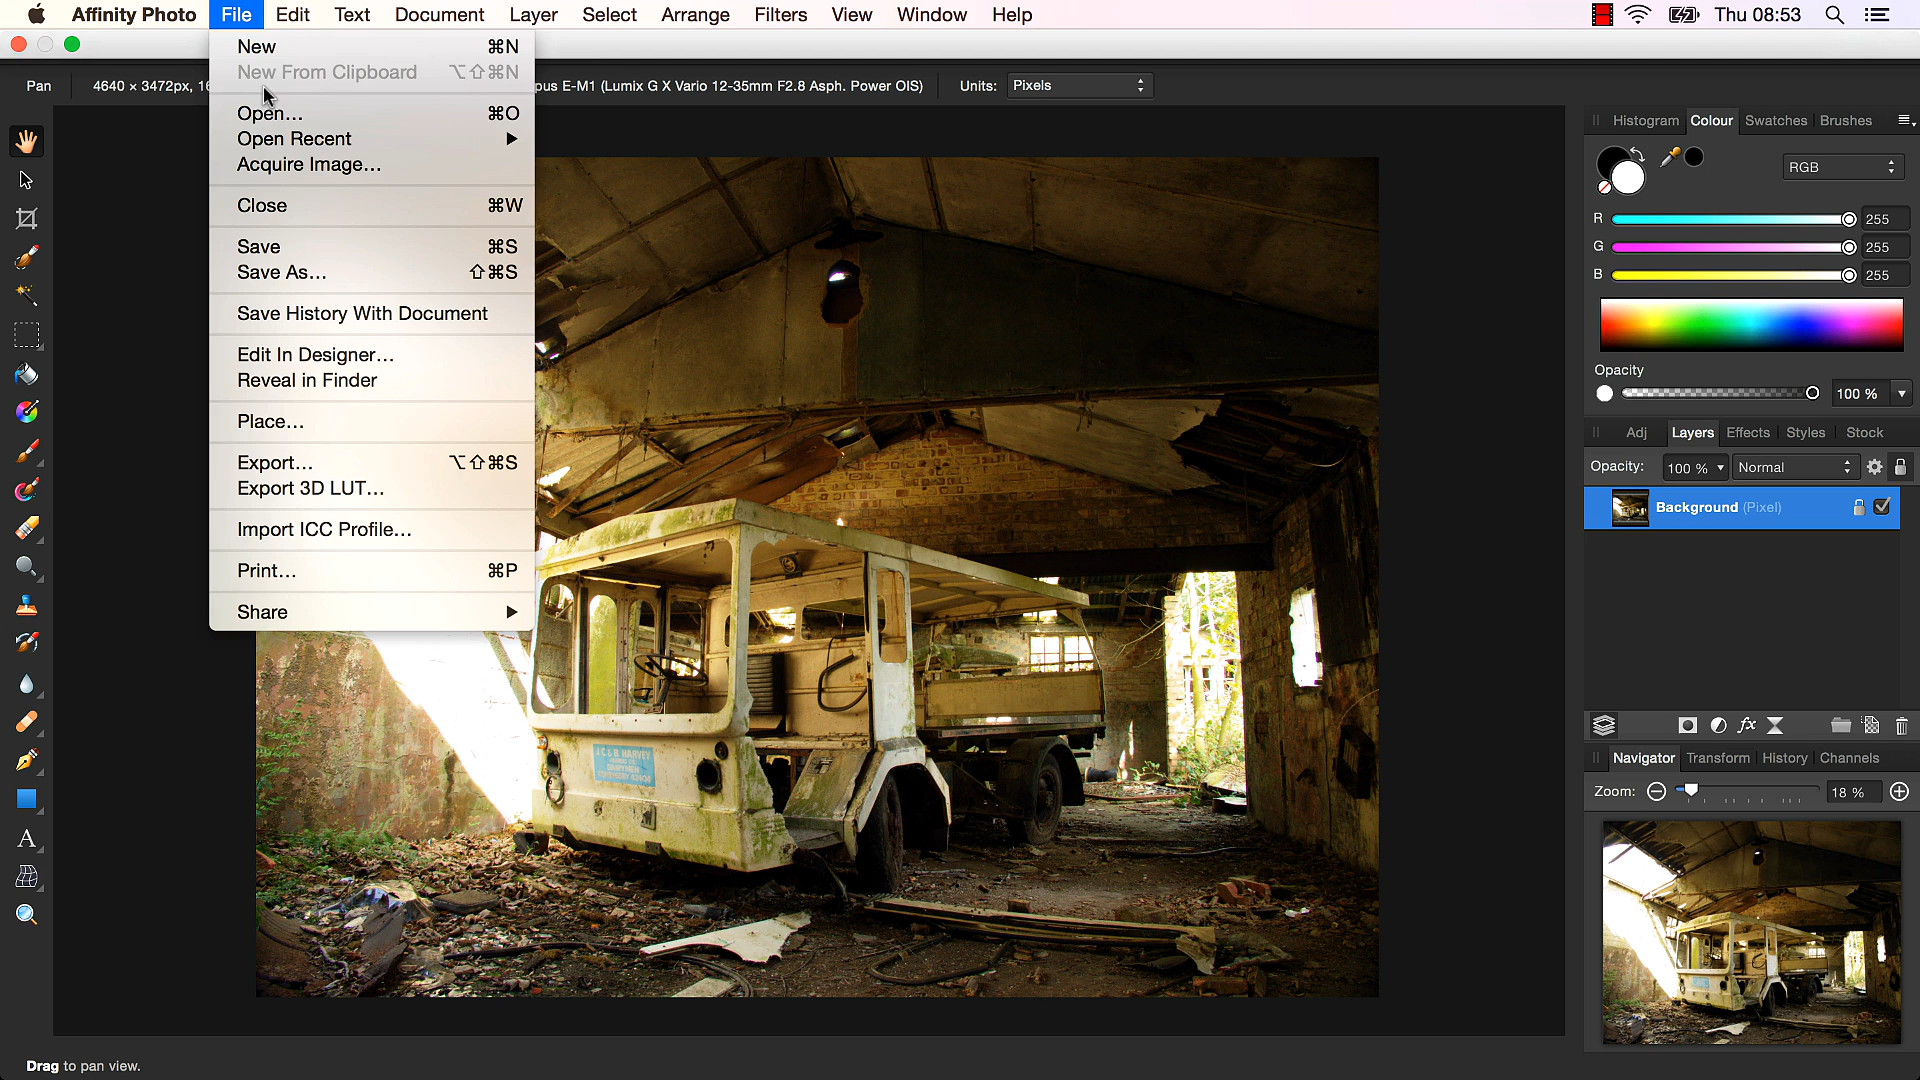 Affinity Photo File Edit Text Document Layer Select Arrange Filters View Window Help Thu 08:53
New ⌘N
New From Clipboard ⌥⇧⌘N
Open... ⌘O
Open Recent ▶
Acquire Image...
Close ⌘W
Save ⌘S
Save As... ⇧⌘S
Save History With Document
Edit In Designer...
Reveal in Finder
Place...
Export... ⌥⇧⌘S
Export 3D LUT...
Import ICC Profile...
Print... ⌘P
Share ▶
Pan 4640 × 3472px, E-M1 (Lumix G X Vario 12-35mm F2.8 Asph. Power OIS) Units: Pixels
Histogram Colour Swatches Brushes
RGB
R 255
G 255
B 255
Opacity
100 %
Adj Layers Effects Styles Stock
Opacity: 100 % Normal
Background (Pixel)
fx
Navigator Transform History Channels
Zoom: 18 %
A
J.C.L.B. HARVEY
DAIRYMEN
Drag to pan view.